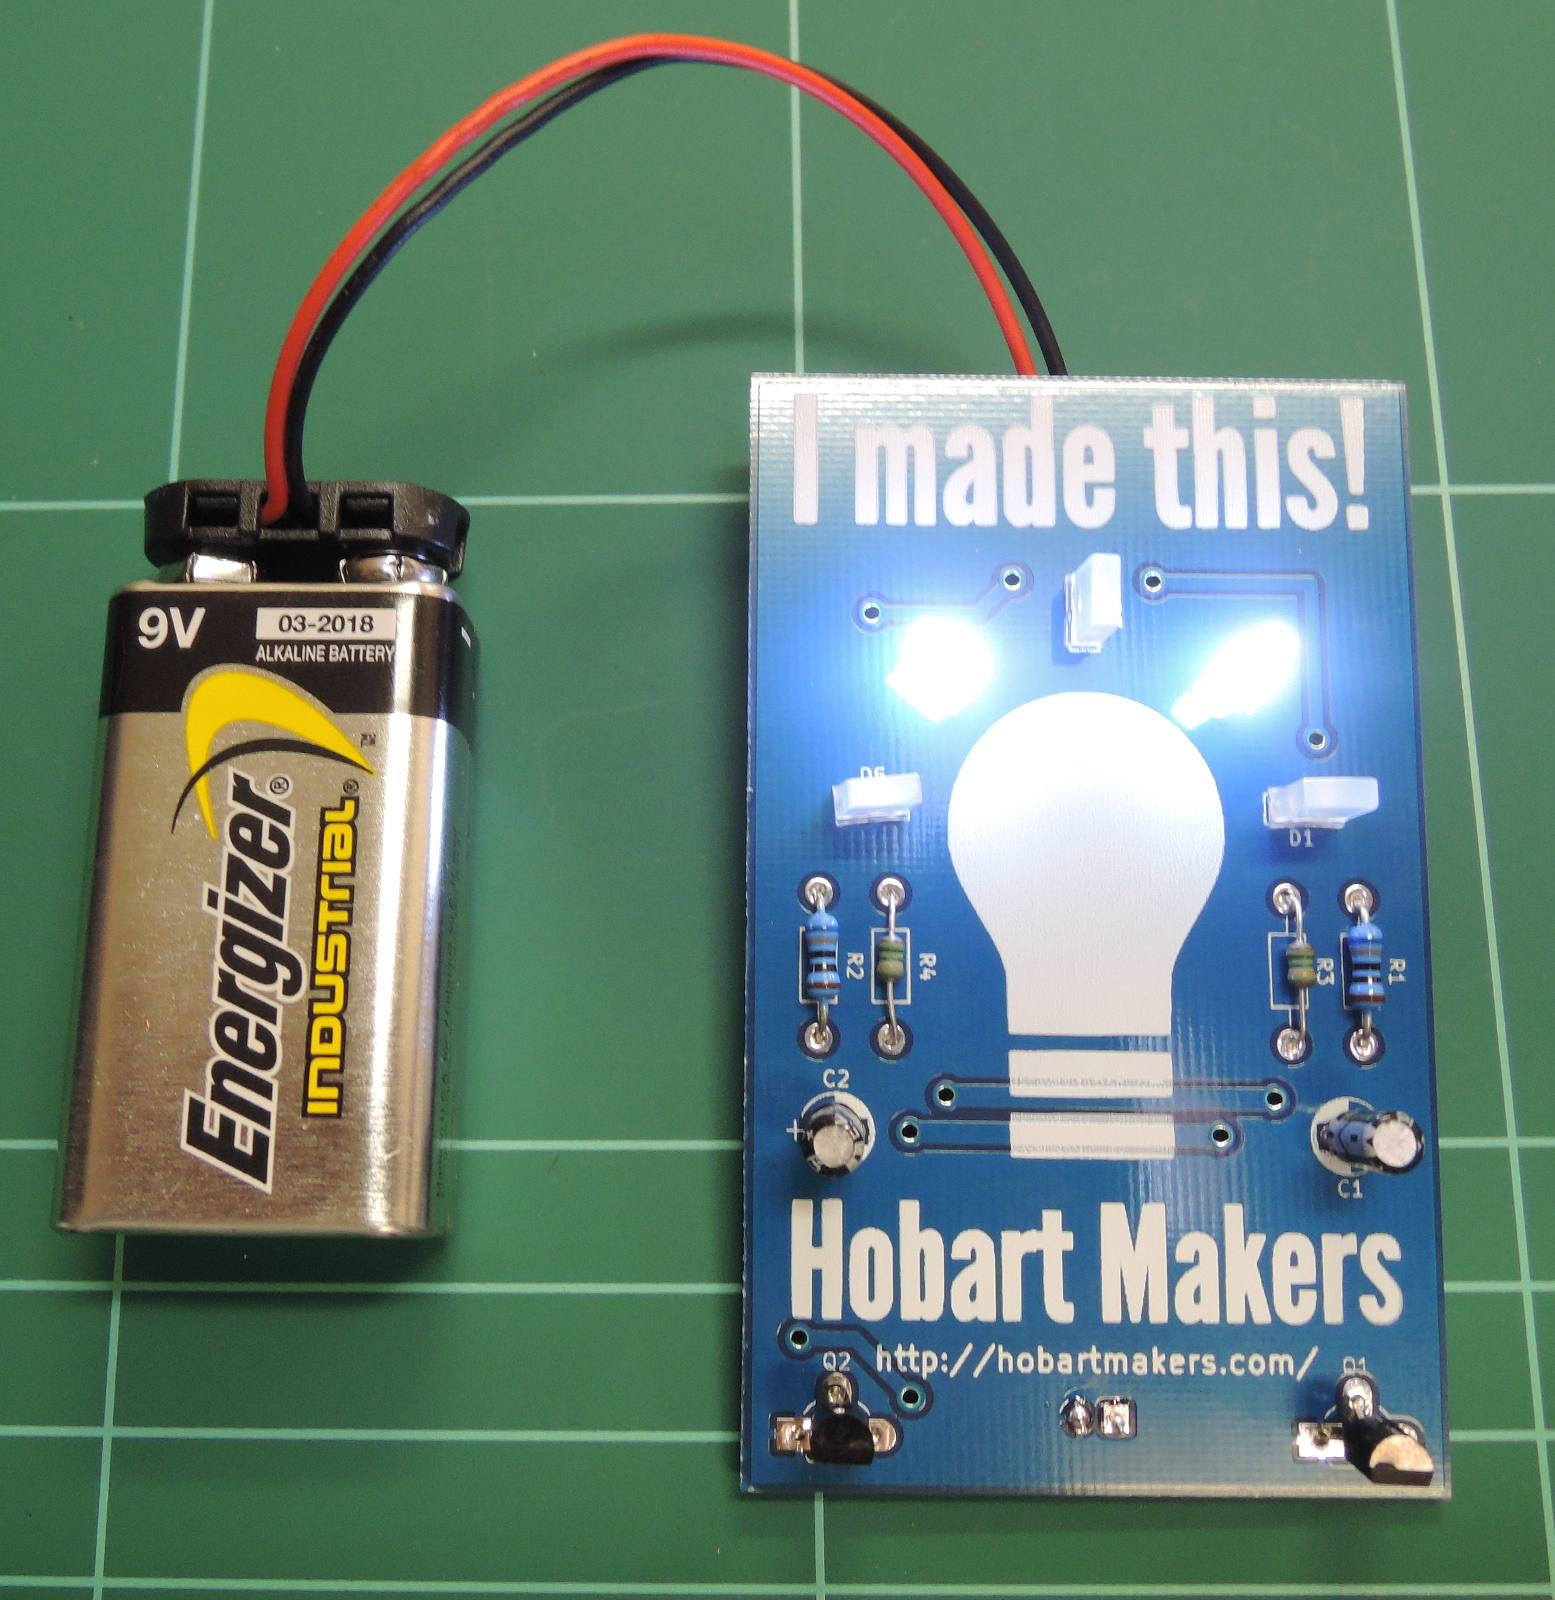 9V
03-2018
ALKALINE BATTERY
Energizer®
INDUSTRIAL®
™
I made this!
D1
R2
R4
R3
R1
C2
+
C1
Hobart Makers
http://hobartmakers.com/
Q2
Q1